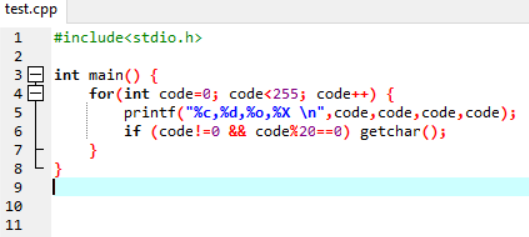 test.cpp
1 #include<stdio.h>
2
3 int main() {
4 for(int code=0; code<255; code++) {
5 printf("%c,%d,%o,%X \n",code,code,code,code);
6 if (code!=0 && code%20==0) getchar();
7 }
8 }
9
10
11